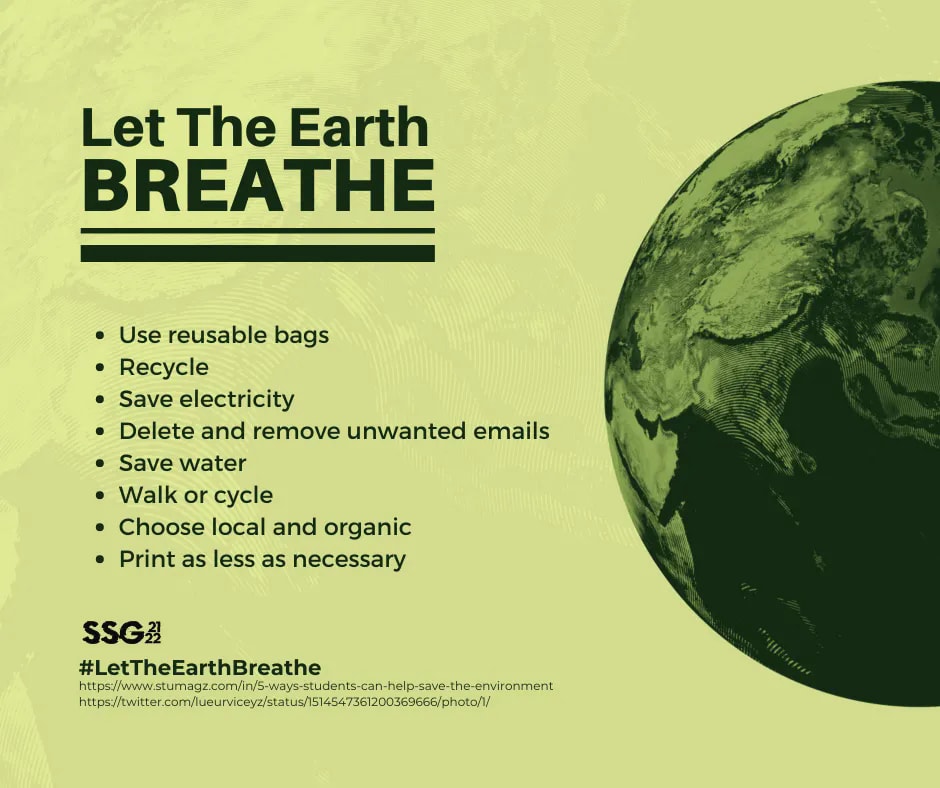 Let The Earth
BREATHE
• Use reusable bags
• Recycle
• Save electricity
• Delete and remove unwanted emails
• Save water
• Walk or cycle
• Choose local and organic
• Print as less as necessary
SSG 21 22
#LetTheEarthBreathe
https://www.stumagz.com/in/5-ways-students-can-help-save-the-environment
https://twitter.com/lueurviceyz/status/1514547361200369666/photo/1/